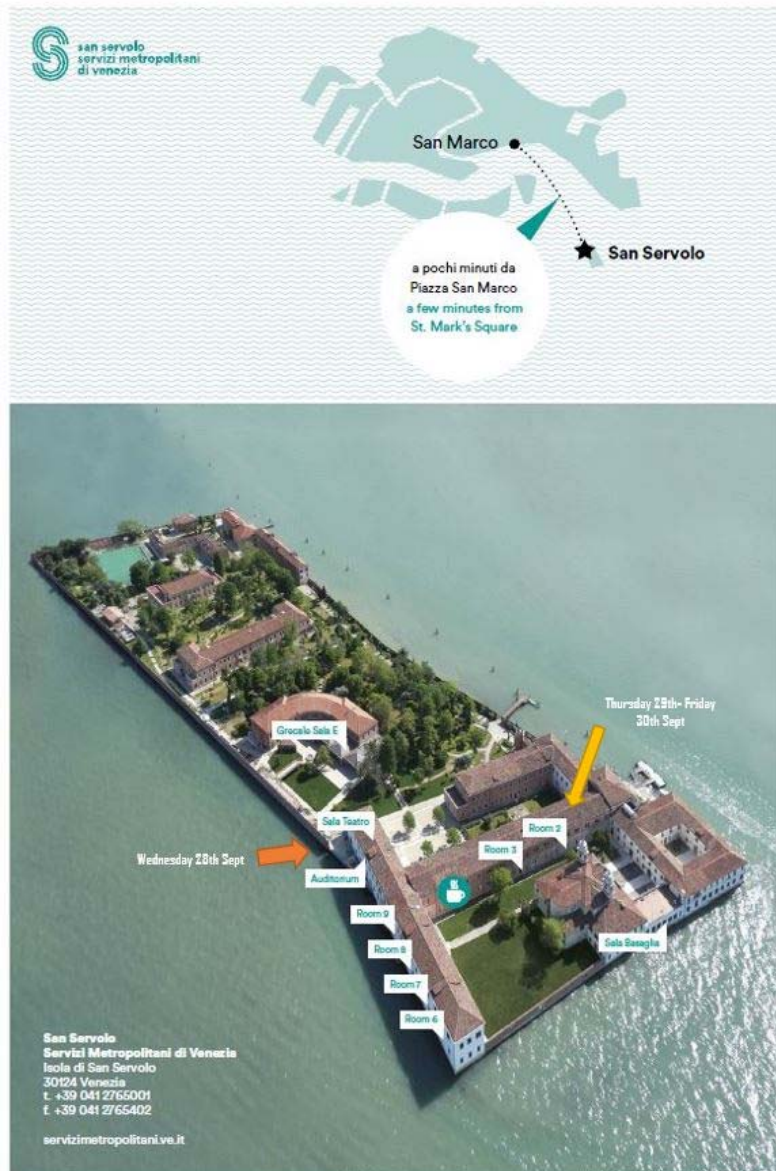 san servolo
servizi metropolitani
di venezia
San Marco
San Servolo
a pochi minuti da
Piazza San Marco
a few minutes from
St. Mark's Square
Thursday 29th- Friday
30th Sept
Grecale Sala E
Sala Teatro
Room 2
Room 3
Wednesday 28th Sept
Auditorium
Room 9
Room 8
Sala Basaglia
Room 7
Room 6
San Servolo
Servizi Metropolitani di Venezia
Isola di San Servolo
30124 Venezia
t. +39 041 2765001
f. +39 041 2765402
servizimetropolitani.ve.it